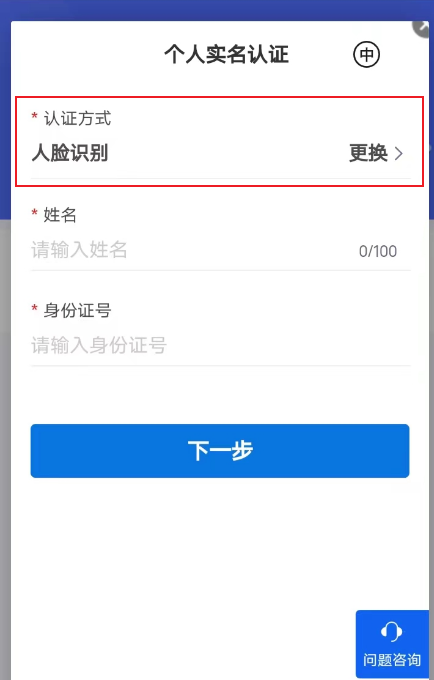 个人实名认证 中
* 认证方式
人脸识别 更换 >
* 姓名
请输入姓名 0/100
* 身份证号
请输入身份证号
下一步
问题咨询